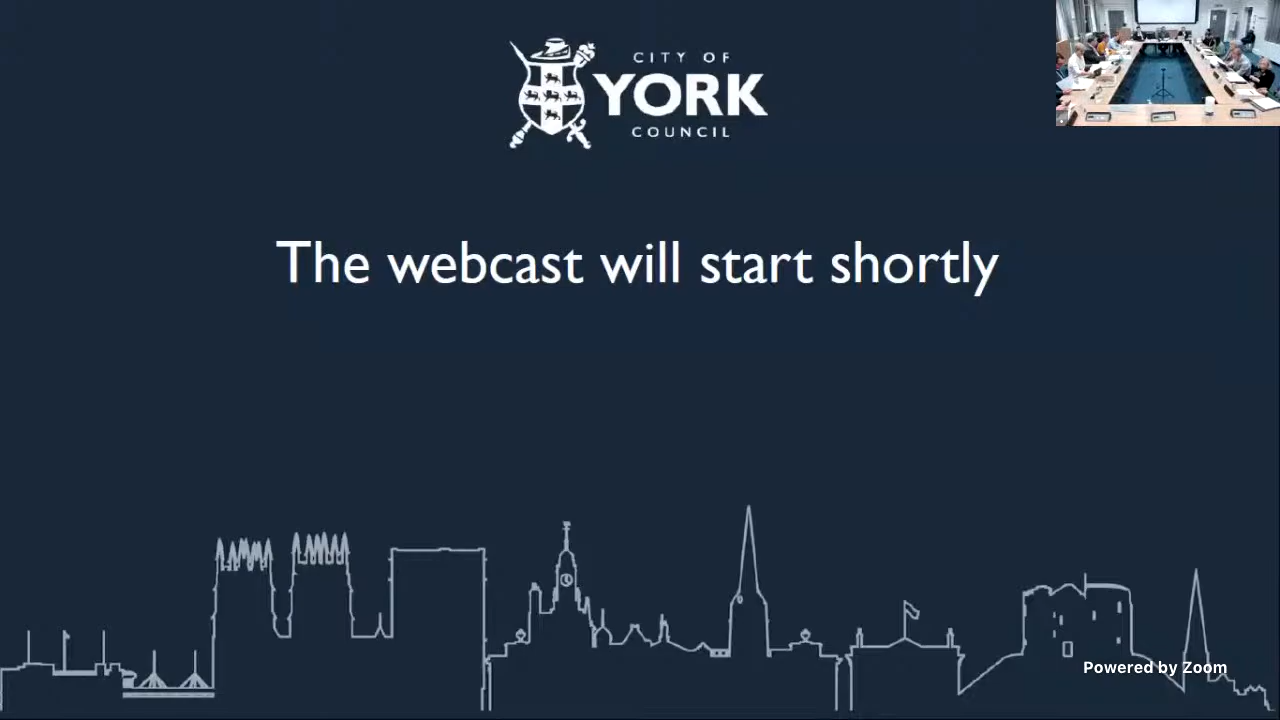 CITY OF
YORK
COUNCIL
The webcast will start shortly
Powered by Zoom